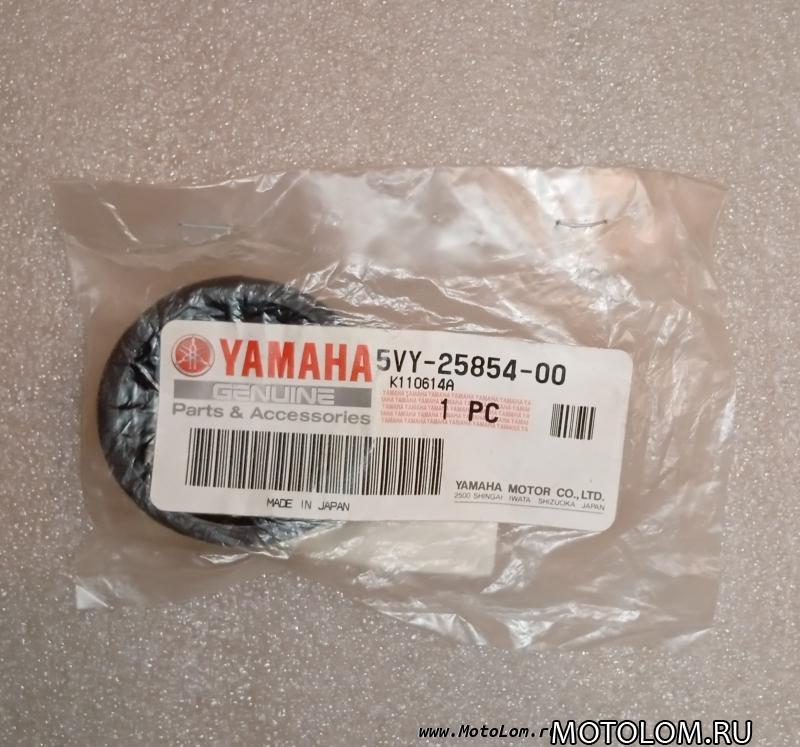 YAMAHA
GENUINE
Parts & Accessories
5VY-25854-00
K110614A
1 PC
MADE IN JAPAN
YAMAHA MOTOR CO.,LTD.
2500 SHINGAI IWATA SHIZUOKA JAPAN
www.MotoLom.r
MOTOLOM.RU